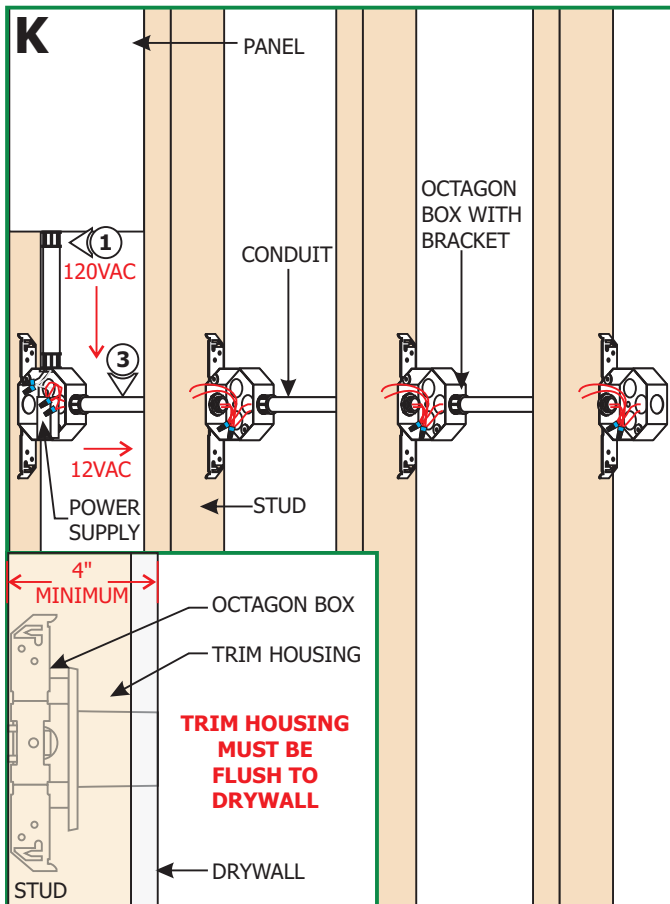 K
PANEL
1
120VAC
CONDUIT
OCTAGON
BOX WITH
BRACKET
3
12VAC
POWER
SUPPLY
STUD
4"
MINIMUM
OCTAGON BOX
TRIM HOUSING
TRIM HOUSING
MUST BE
FLUSH TO
DRYWALL
DRYWALL
STUD